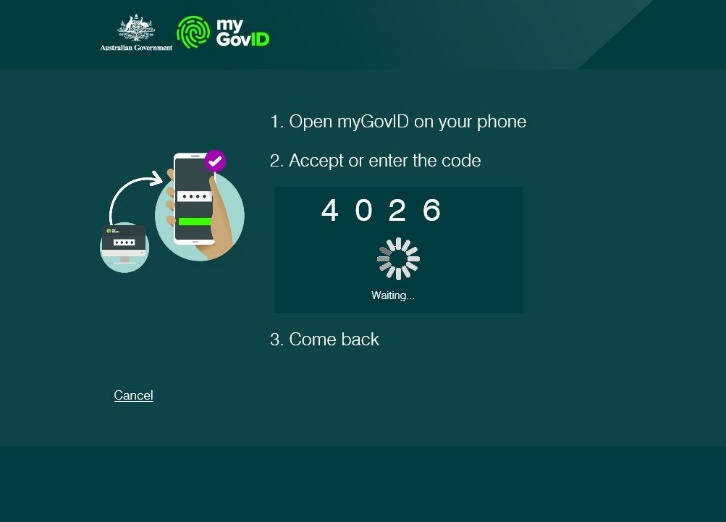 Australian Government
my
GovID
1. Open myGovID on your phone
2. Accept or enter the code
4 0 2 6
Waiting...
3. Come back
Cancel